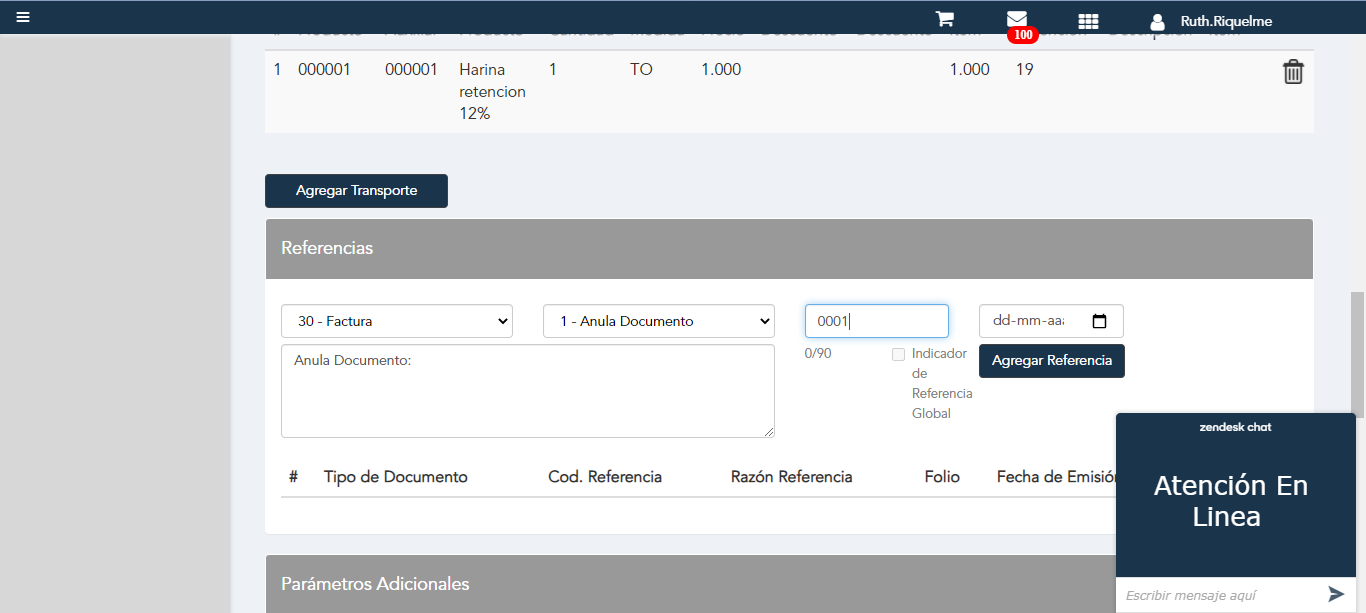 Ruth.Riquelme
100
1 000001 000001 Harina 1 TO 1.000 1.000 19
retencion
12%
Agregar Transporte
Referencias
30 - Factura 1 - Anula Documento 0001 dd-mm-aaa
Anula Documento: 0/90 Indicador Agregar Referencia
de
Referencia
Global
zendesk chat
# Tipo de Documento Cod. Referencia Razón Referencia Folio Fecha de Emisión
Atención En
Linea
Parámetros Adicionales
Escribir mensaje aquí